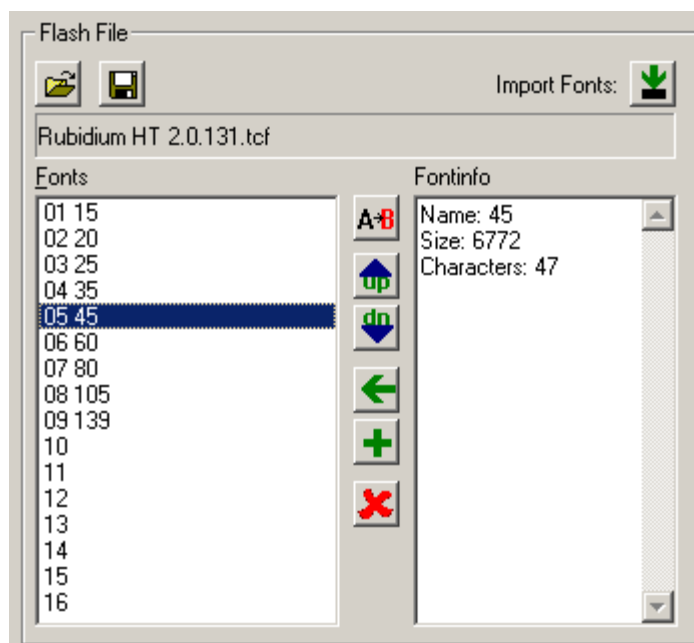 Flash File
Import Fonts:
Rubidium HT 2.0.131.tcf
Fonts
Fontinfo
01 15
02 20
03 25
04 35
05 45
06 60
07 80
08 105
09 139
10
11
12
13
14
15
16
A→B
up
dn
Name: 45
Size: 6772
Characters: 47